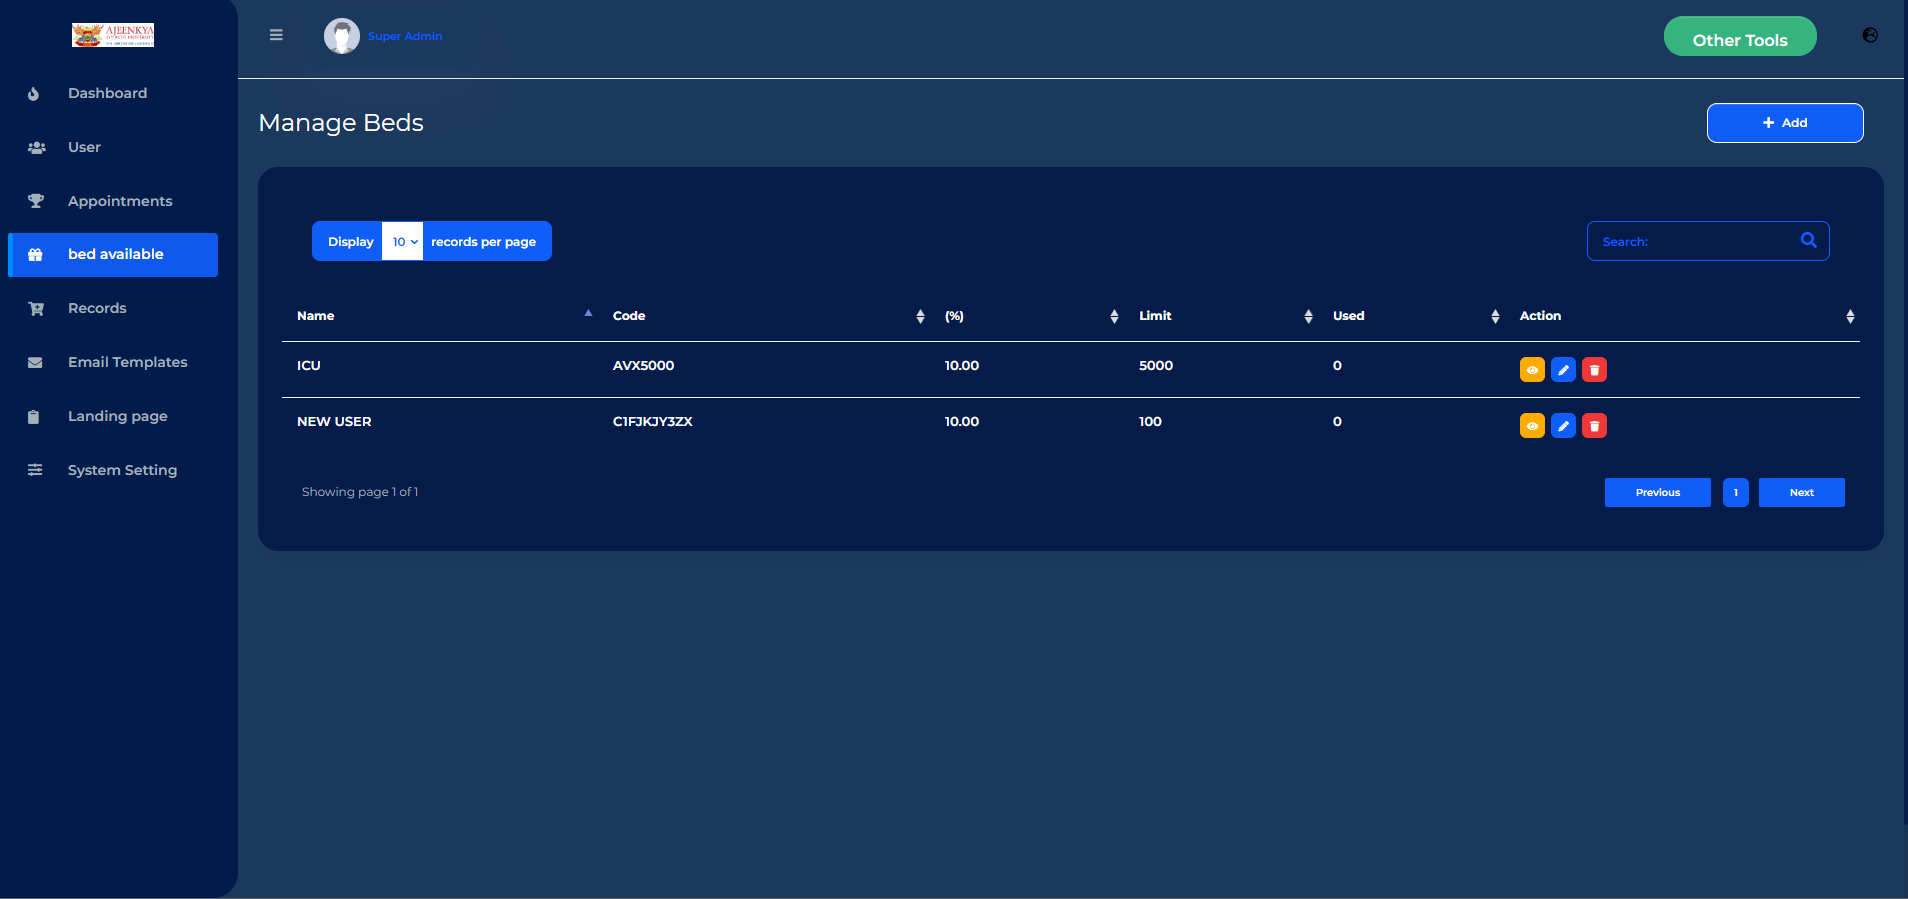 AJEENKYA
Super Admin
Other Tools
Dashboard
User
Appointments
bed available
Records
Email Templates
Landing page
System Setting
Manage Beds
Add
Display 10 records per page
Search:
Name Code (%) Limit Used Action
ICU AVX5000 10.00 5000 0
NEW USER C1FJKJY3ZX 10.00 100 0
Showing page 1 of 1
Previous 1 Next